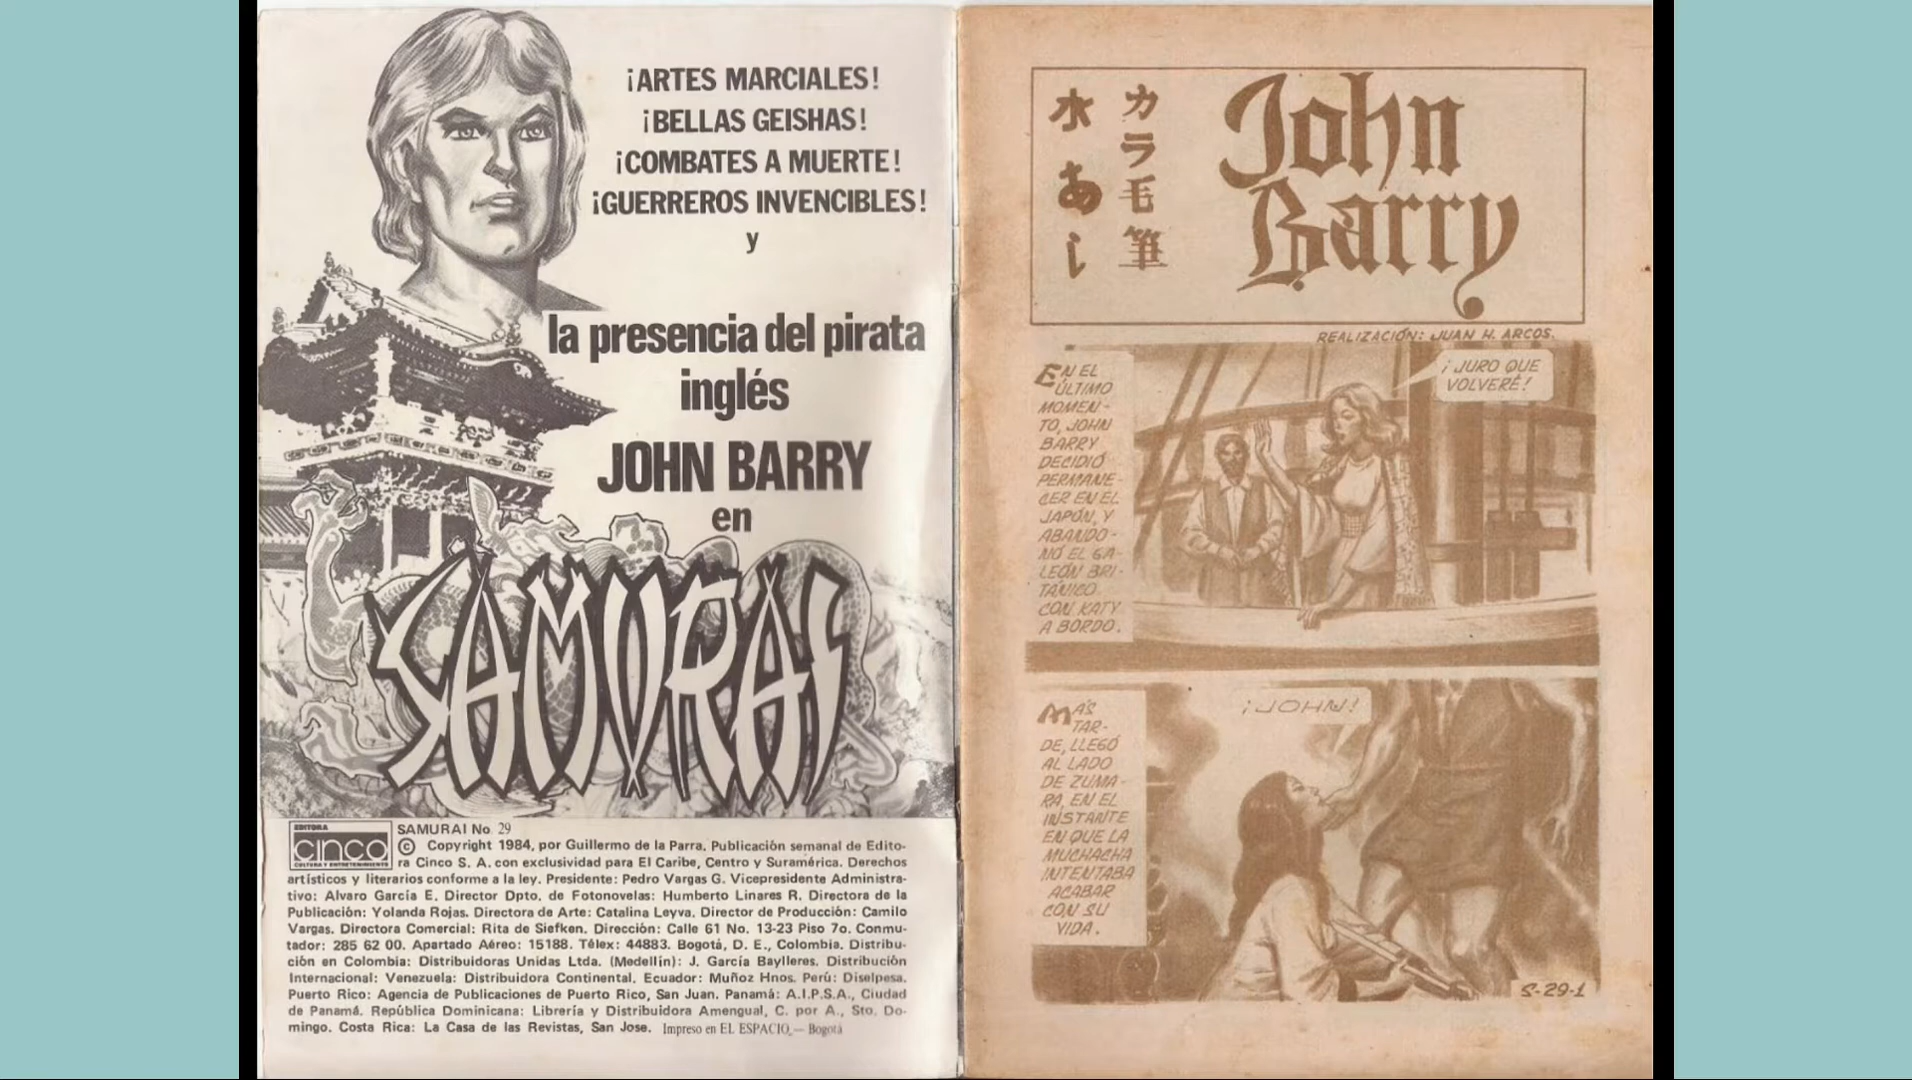 ¡ARTES MARCIALES!
¡BELLAS GEISHAS!
¡COMBATES A MUERTE!
¡GUERREROS INVENCIBLES!
y
la presencia del pirata
inglés
JOHN BARRY
en
SAMURAI
EDITORA
CINCO
CULTURA Y ENTRETENIMIENTO
SAMURAI No. 29
© Copyright 1984, por Guillermo de la Parra. Publicación semanal de Edito-
ra Cinco S. A. con exclusividad para El Caribe, Centro y Suramérica. Derechos
artísticos y literarios conforme a la ley. Presidente: Pedro Vargas G. Vicepresidente Administra-
tivo: Alvaro García E. Director Dpto. de Fotonovelas: Humberto Linares R. Directora de la
Publicación: Yolanda Rojas. Directora de Arte: Catalina Leyva. Director de Producción: Camilo
Vargas. Directora Comercial: Rita de Siefken. Dirección: Calle 61 No. 13-23 Piso 7o. Conmu-
tador: 285 62 00. Apartado Aéreo: 15188. Télex: 44883. Bogotá, D. E., Colombia. Distribu-
ción en Colombia: Distribuidoras Unidas Ltda. (Medellín): J. García Baylleres. Distribución
Internacional: Venezuela: Distribuidora Continental. Ecuador: Muñoz Hnos. Perú: Diselpesa.
Puerto Rico: Agencia de Publicaciones de Puerto Rico, San Juan. Panamá: A.I.P.S.A., Ciudad
de Panamá. República Dominicana: Librería y Distribuidora Amengual, C. por A., Sto. Do-
mingo. Costa Rica: La Casa de las Revistas, San Jose. Impreso en EL ESPACIO.— Bogotá
カラ毛筆
水あし
John
Barry
REALIZACIÓN: JUAN H. ARCOS.
EN EL
ÚLTIMO
MOMEN-
TO, JOHN
BARRY
DECIDIÓ
PERMANE-
CER EN EL
JAPÓN, Y
ABANDO-
NÓ EL GA-
LEÓN BRI-
TÁNICO
CON KATY
A BORDO.
¡JURO QUE
VOLVERÉ!
MÁS
TAR-
DE, LLEGÓ
AL LADO
DE ZUMA-
RA, EN EL
INSTANTE
EN QUE LA
MUCHACHA
INTENTABA
ACABAR
CON SU
VIDA.
¡JOHN!
S-29-1